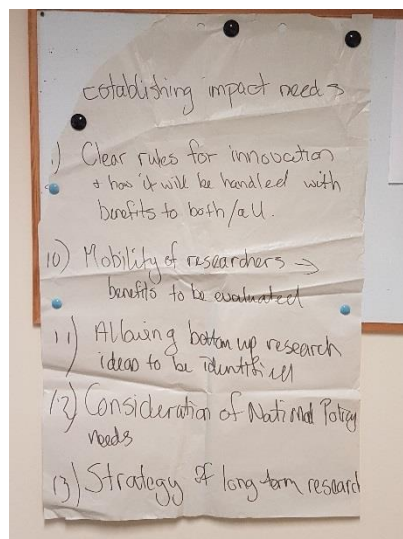 Establishing impact needs
.) Clear rules for innovation
+ how it will be handled with
benefits to both/all.
10) Mobility of researchers →
benefits to be evaluated
11) Allowing bottom up research
ideas to be identified
12) Consideration of National Policy
needs
13) Strategy of long term research